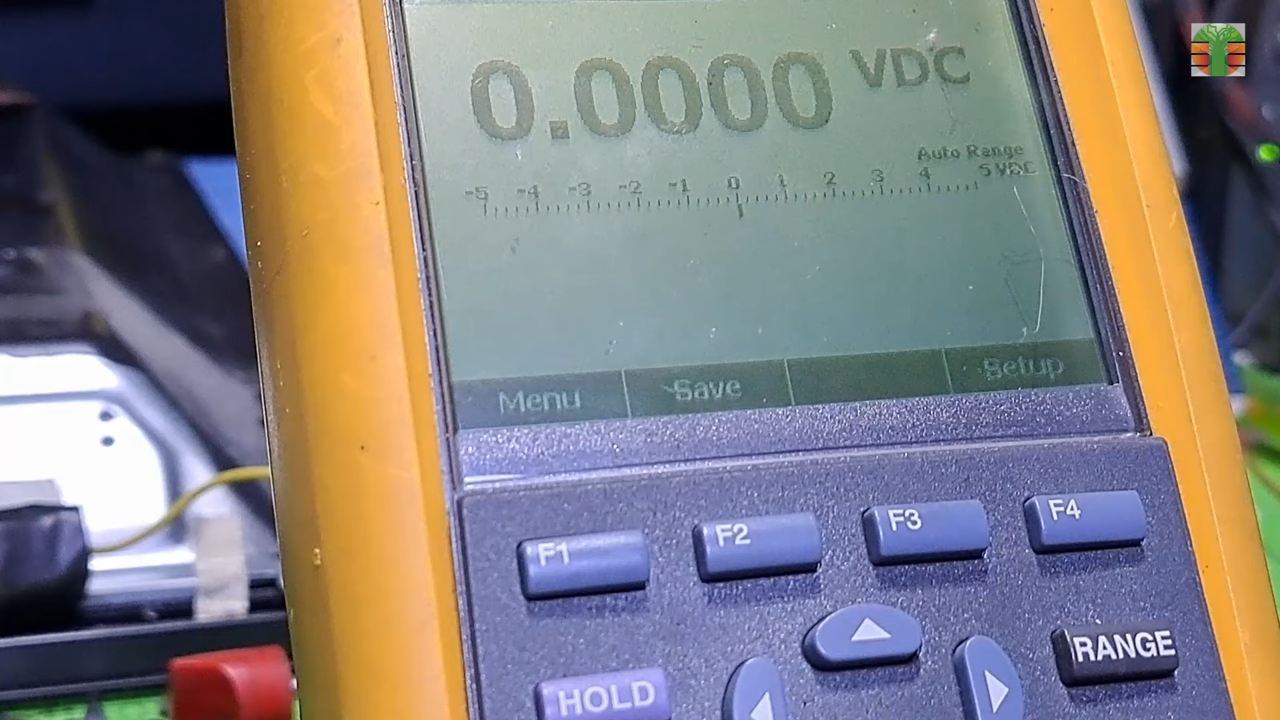 0.0000 VDC
Auto Range
-5 -4 -3 -2 -1 0 1 2 3 4 5 VDC
Menu Save Setup
F1 F2 F3 F4
HOLD RANGE